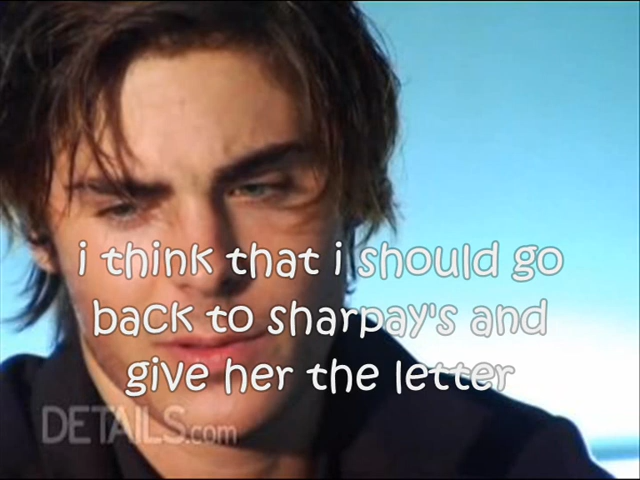 i think that i should go
back to sharpay's and
give her the letter
DETAILS.com